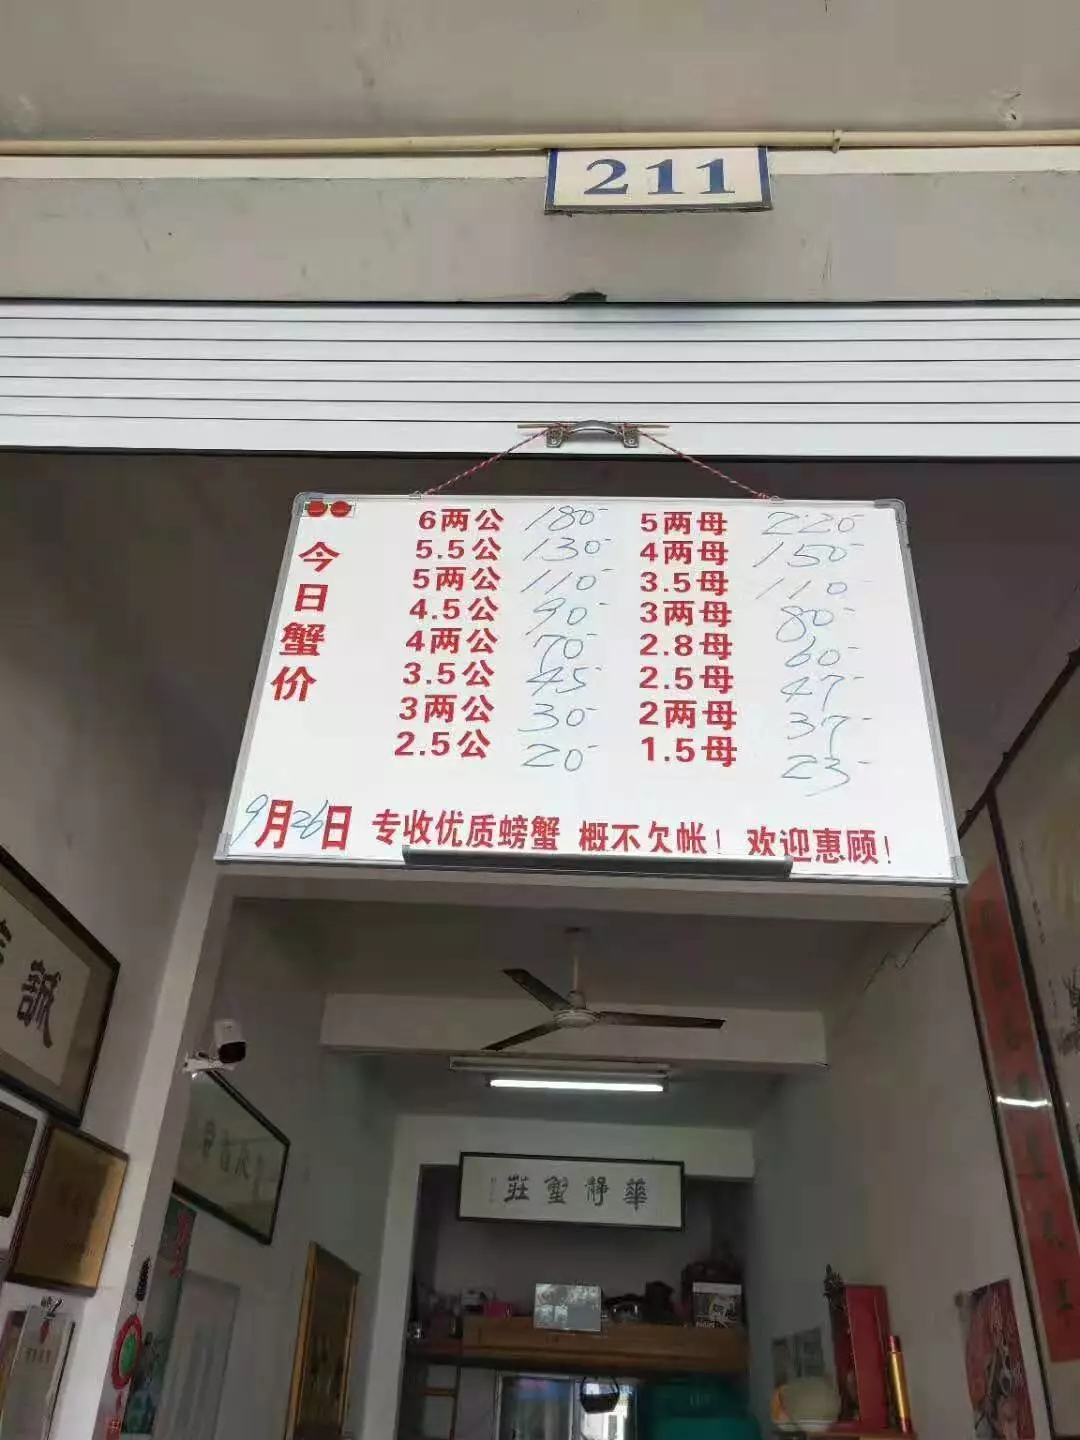 211
今日蟹价
6两公 180-
5.5公 130-
5两公 110-
4.5公 90-
4两公 70-
3.5公 45-
3两公 30-
2.5公 20-
5两母 220-
4两母 150-
3.5母 110-
3两母 80-
2.8母 60-
2.5母 47-
2两母 37-
1.5母 23-
9月26日 专收优质螃蟹 概不欠帐！欢迎惠顾！
誠
華靜蟹莊